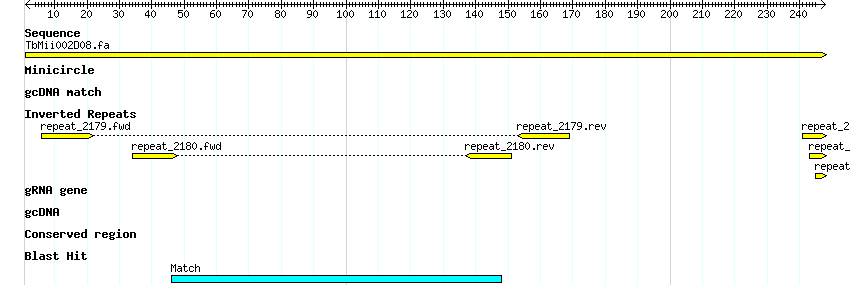 10 20 30 40 50 60 70 80 90 100 110 120 130 140 150 160 170 180 190 200 210 220 230 240
Sequence
TbMii002D08.fa
Minicircle
gcDNA match
Inverted Repeats
repeat_2179.fwd repeat_2179.rev repeat_2
repeat_2180.fwd repeat_2180.rev repeat_
repeat
gRNA gene
gcDNA
Conserved region
Blast Hit
Match